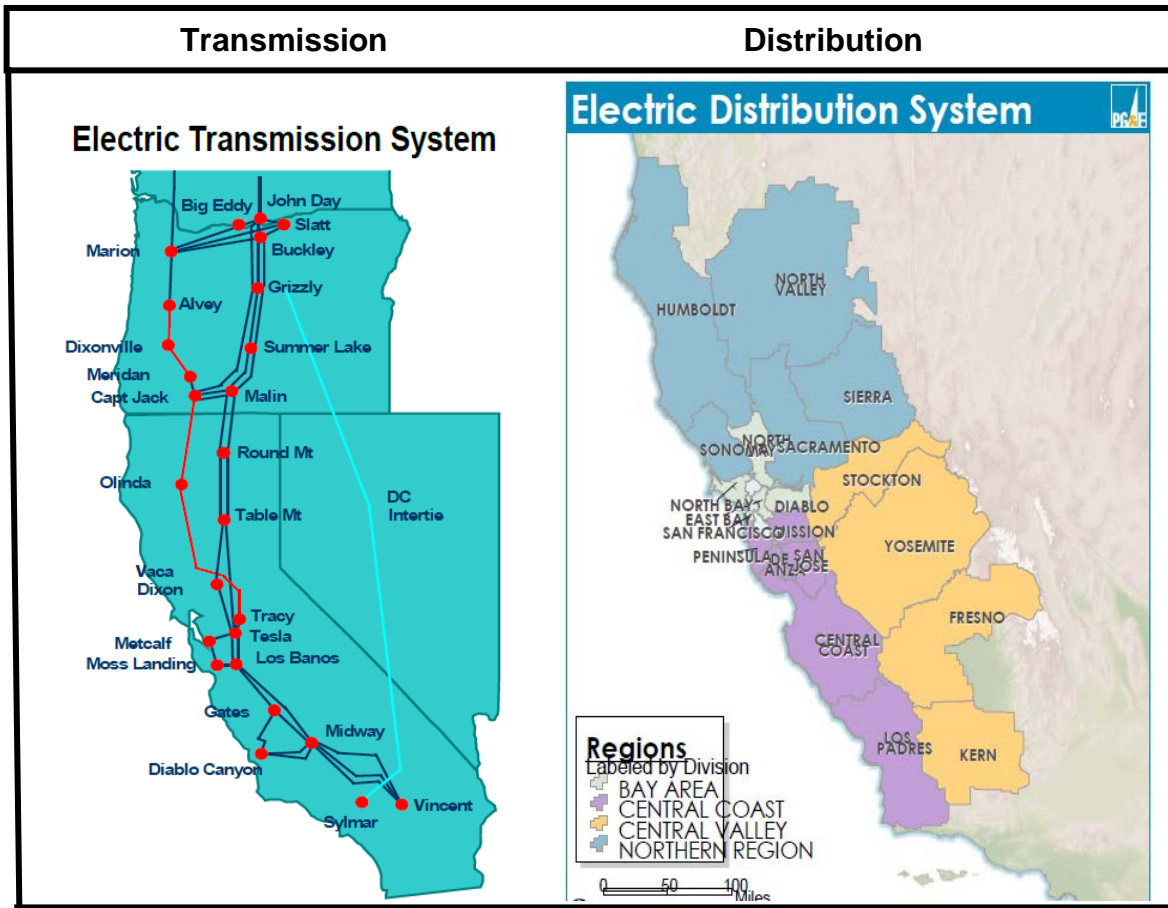 Transmission
Distribution
Electric Transmission System
Big Eddy
John Day
Slatt
Marion
Buckley
Grizzly
Alvey
Dixonville
Summer Lake
Meridan
Capt Jack
Malin
Round Mt
Olinda
DC
Intertie
Table Mt
Vaca
Dixon
Tracy
Tesla
Metcalf
Moss Landing
Los Banos
Gates
Midway
Diablo Canyon
Vincent
Sylmar
Electric Distribution System
PG&E
NORTH
VALLEY
HUMBOLDT
SIERRA
SONOMA
NORTH
SACRAMENTO
STOCKTON
NORTH BAY
DIABLO
EAST BAY
SAN FRANCISCO
MISSION
YOSEMITE
PENINSULA
DE
ANZA
SAN
JOSE
FRESNO
CENTRAL
COAST
LOS
PADRES
KERN
Regions
Labeled by Division
BAY AREA
CENTRAL COAST
CENTRAL VALLEY
NORTHERN REGION
0 50 100
Miles